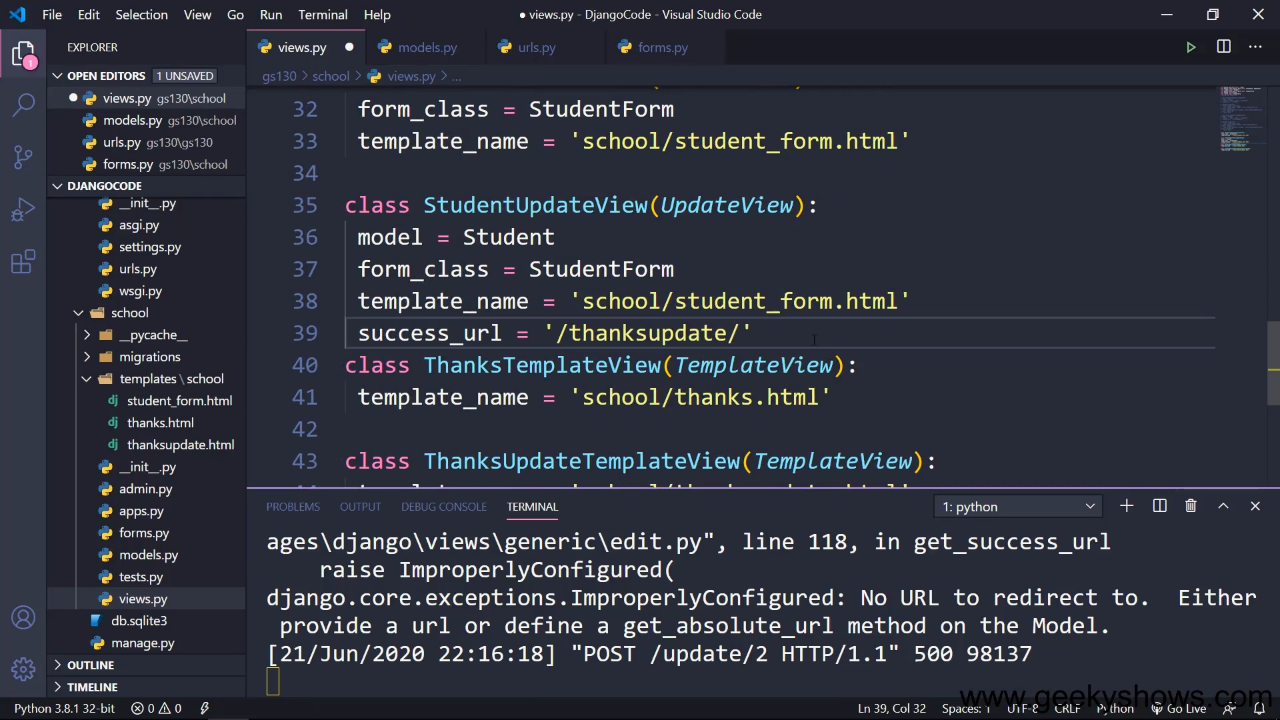 File Edit Selection View Go Run Terminal Help
● views.py - DjangoCode - Visual Studio Code
EXPLORER
views.py models.py urls.py forms.py
OPEN EDITORS 1 UNSAVED
gs130 > school > views.py > ...
views.py gs130\school
models.py gs130\school
urls.py gs130\gs130
forms.py gs130\school
DJANGOCODE
__init__.py
asgi.py
settings.py
urls.py
wsgi.py
school
__pycache__
migrations
templates \ school
student_form.html
thanks.html
thanksupdate.html
__init__.py
admin.py
apps.py
forms.py
models.py
tests.py
views.py
db.sqlite3
manage.py
OUTLINE
TIMELINE
1
32 form_class = StudentForm
33 template_name = 'school/student_form.html'
34
35 class StudentUpdateView(UpdateView):
36 model = Student
37 form_class = StudentForm
38 template_name = 'school/student_form.html'
39 success_url = '/thanksupdate/'
40 class ThanksTemplateView(TemplateView):
41 template_name = 'school/thanks.html'
42
43 class ThanksUpdateTemplateView(TemplateView):
PROBLEMS OUTPUT DEBUG CONSOLE TERMINAL 1: python
ages\django\views\generic\edit.py", line 118, in get_success_url
raise ImproperlyConfigured(
django.core.exceptions.ImproperlyConfigured: No URL to redirect to.  Either
provide a url or define a get_absolute_url method on the Model.
[21/Jun/2020 22:16:18] "POST /update/2 HTTP/1.1" 500 98137
www.geekyshows.com
Python 3.8.1 32-bit 0 0 Ln 39, Col 32 Spaces: 1 UTF-8 CRLF Python Go Live